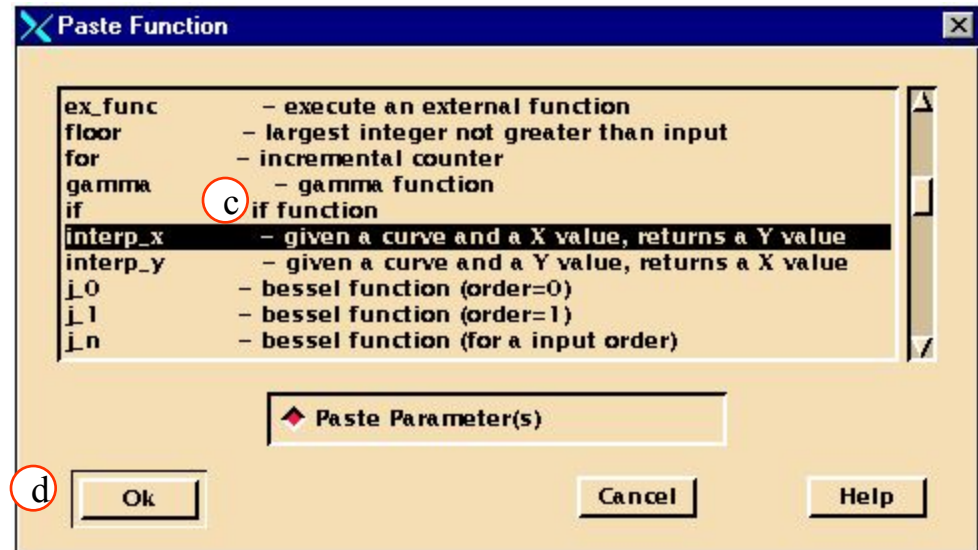 Paste Function
ex_func – execute an external function
floor – largest integer not greater than input
for – incremental counter
gamma – gamma function
if c if function
interp_x – given a curve and a X value, returns a Y value
interp_y – given a curve and a Y value, returns a X value
j_0 – bessel function (order=0)
j_1 – bessel function (order=1)
j_n – bessel function (for a input order)
Paste Parameter(s)
d Ok Cancel Help